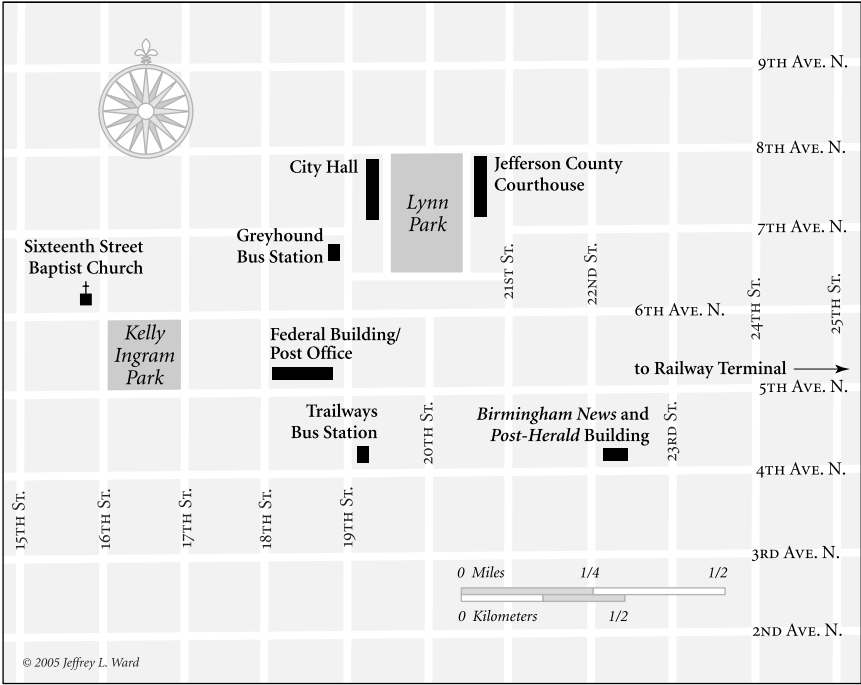 9TH AVE. N.
8TH AVE. N.
City Hall
Jefferson County
Courthouse
Lynn
Park
7TH AVE. N.
Greyhound
Bus Station
Sixteenth Street
Baptist Church
21ST ST.
22ND ST.
24TH ST.
25TH ST.
6TH AVE. N.
Kelly
Ingram
Park
Federal Building/
Post Office
to Railway Terminal
5TH AVE. N.
Trailways
Bus Station
20TH ST.
Birmingham News and
Post-Herald Building
23RD ST.
4TH AVE. N.
15TH ST.
16TH ST.
17TH ST.
18TH ST.
19TH ST.
3RD AVE. N.
0 Miles 1/4 1/2
0 Kilometers 1/2
2ND AVE. N.
© 2005 Jeffrey L. Ward